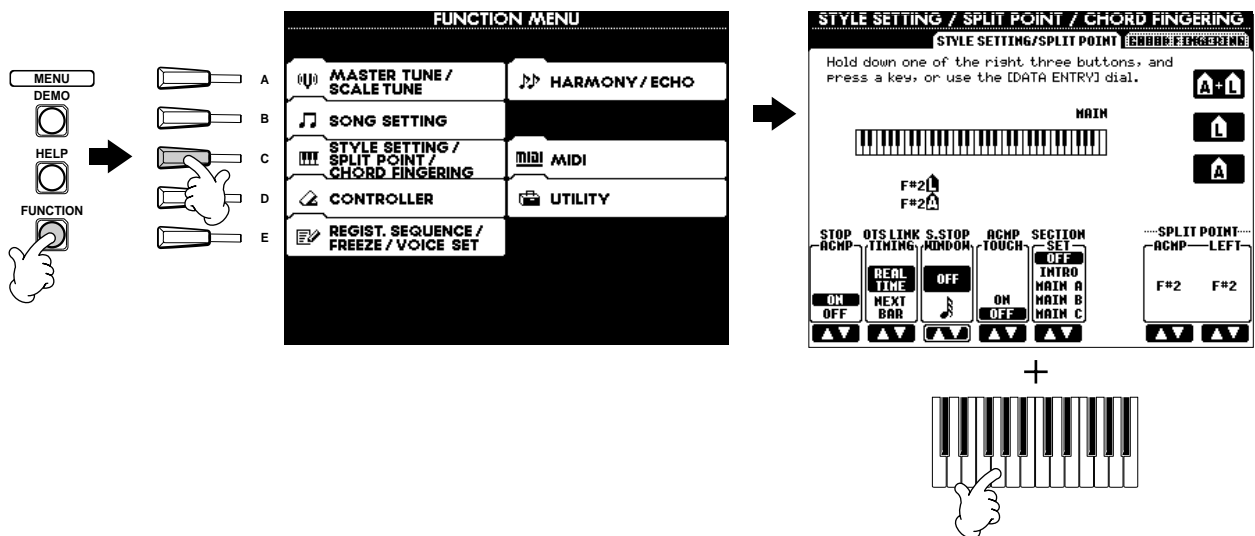 MENU
DEMO
HELP
FUNCTION
A
B
C
D
E
FUNCTION MENU
MASTER TUNE /
SCALE TUNE
SONG SETTING
STYLE SETTING /
SPLIT POINT /
CHORD FINGERING
CONTROLLER
REGIST. SEQUENCE /
FREEZE / VOICE SET
HARMONY / ECHO
MIDI MIDI
UTILITY
STYLE SETTING / SPLIT POINT / CHORD FINGERING
STYLE SETTING/SPLIT POINT CHORD FINGERING
Hold down one of the right three buttons, and
press a key, or use the [DATA ENTRY] dial.
A+L
L
A
MAIN
F#2 L
F#2 A
STOP
ACMP
ON
OFF
OTS LINK
TIMING
REAL
TIME
NEXT
BAR
S.STOP
WINDOW
OFF
ACMP
TOUCH
ON
OFF
SECTION
SET
OFF
INTRO
MAIN A
MAIN B
MAIN C
SPLIT POINT
ACMP LEFT
F#2 F#2
+